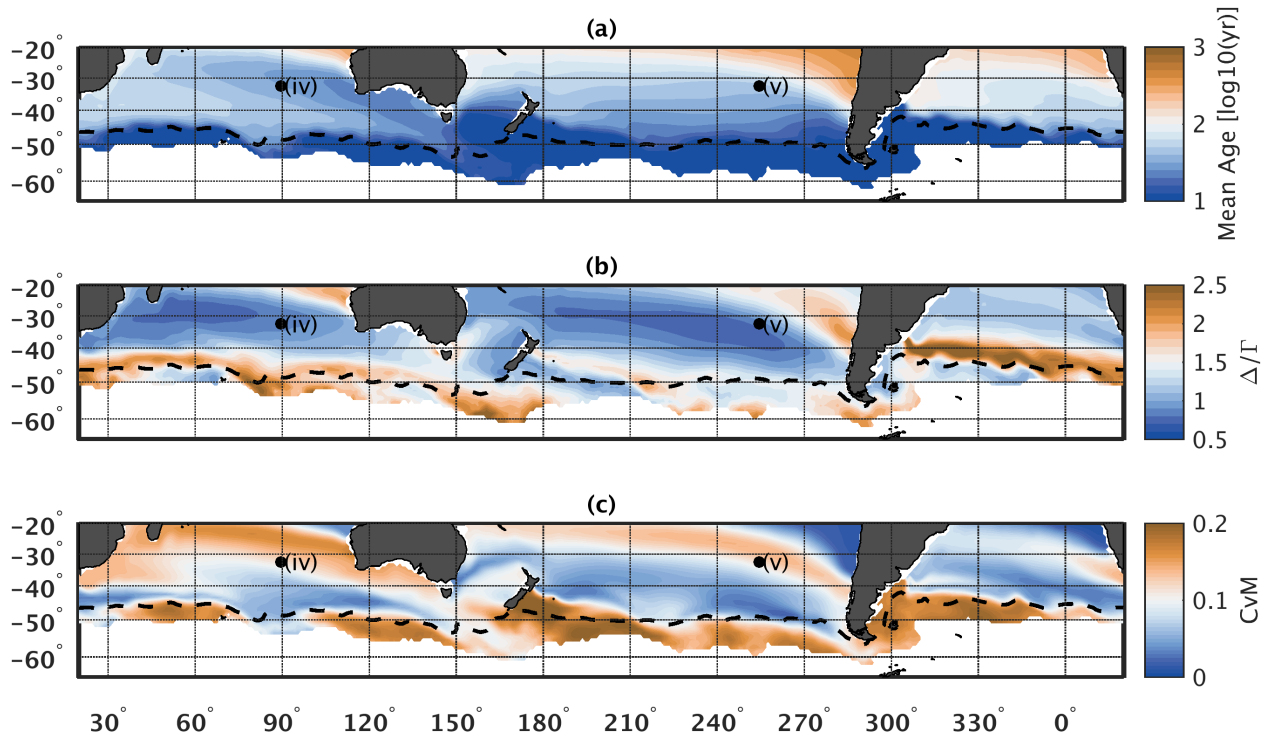 (a)
−20°
−30°
−40°
−50°
−60°
(iv)
(v)
3
2
1
Mean Age [log10(yr)]
(b)
−20°
−30°
−40°
−50°
−60°
(iv)
(v)
2.5
2
1.5
1
0.5
Δ/Γ
(c)
−20°
−30°
−40°
−50°
−60°
(iv)
(v)
0.2
0.1
0
CvM
30° 60° 90° 120° 150° 180° 210° 240° 270° 300° 330° 0°